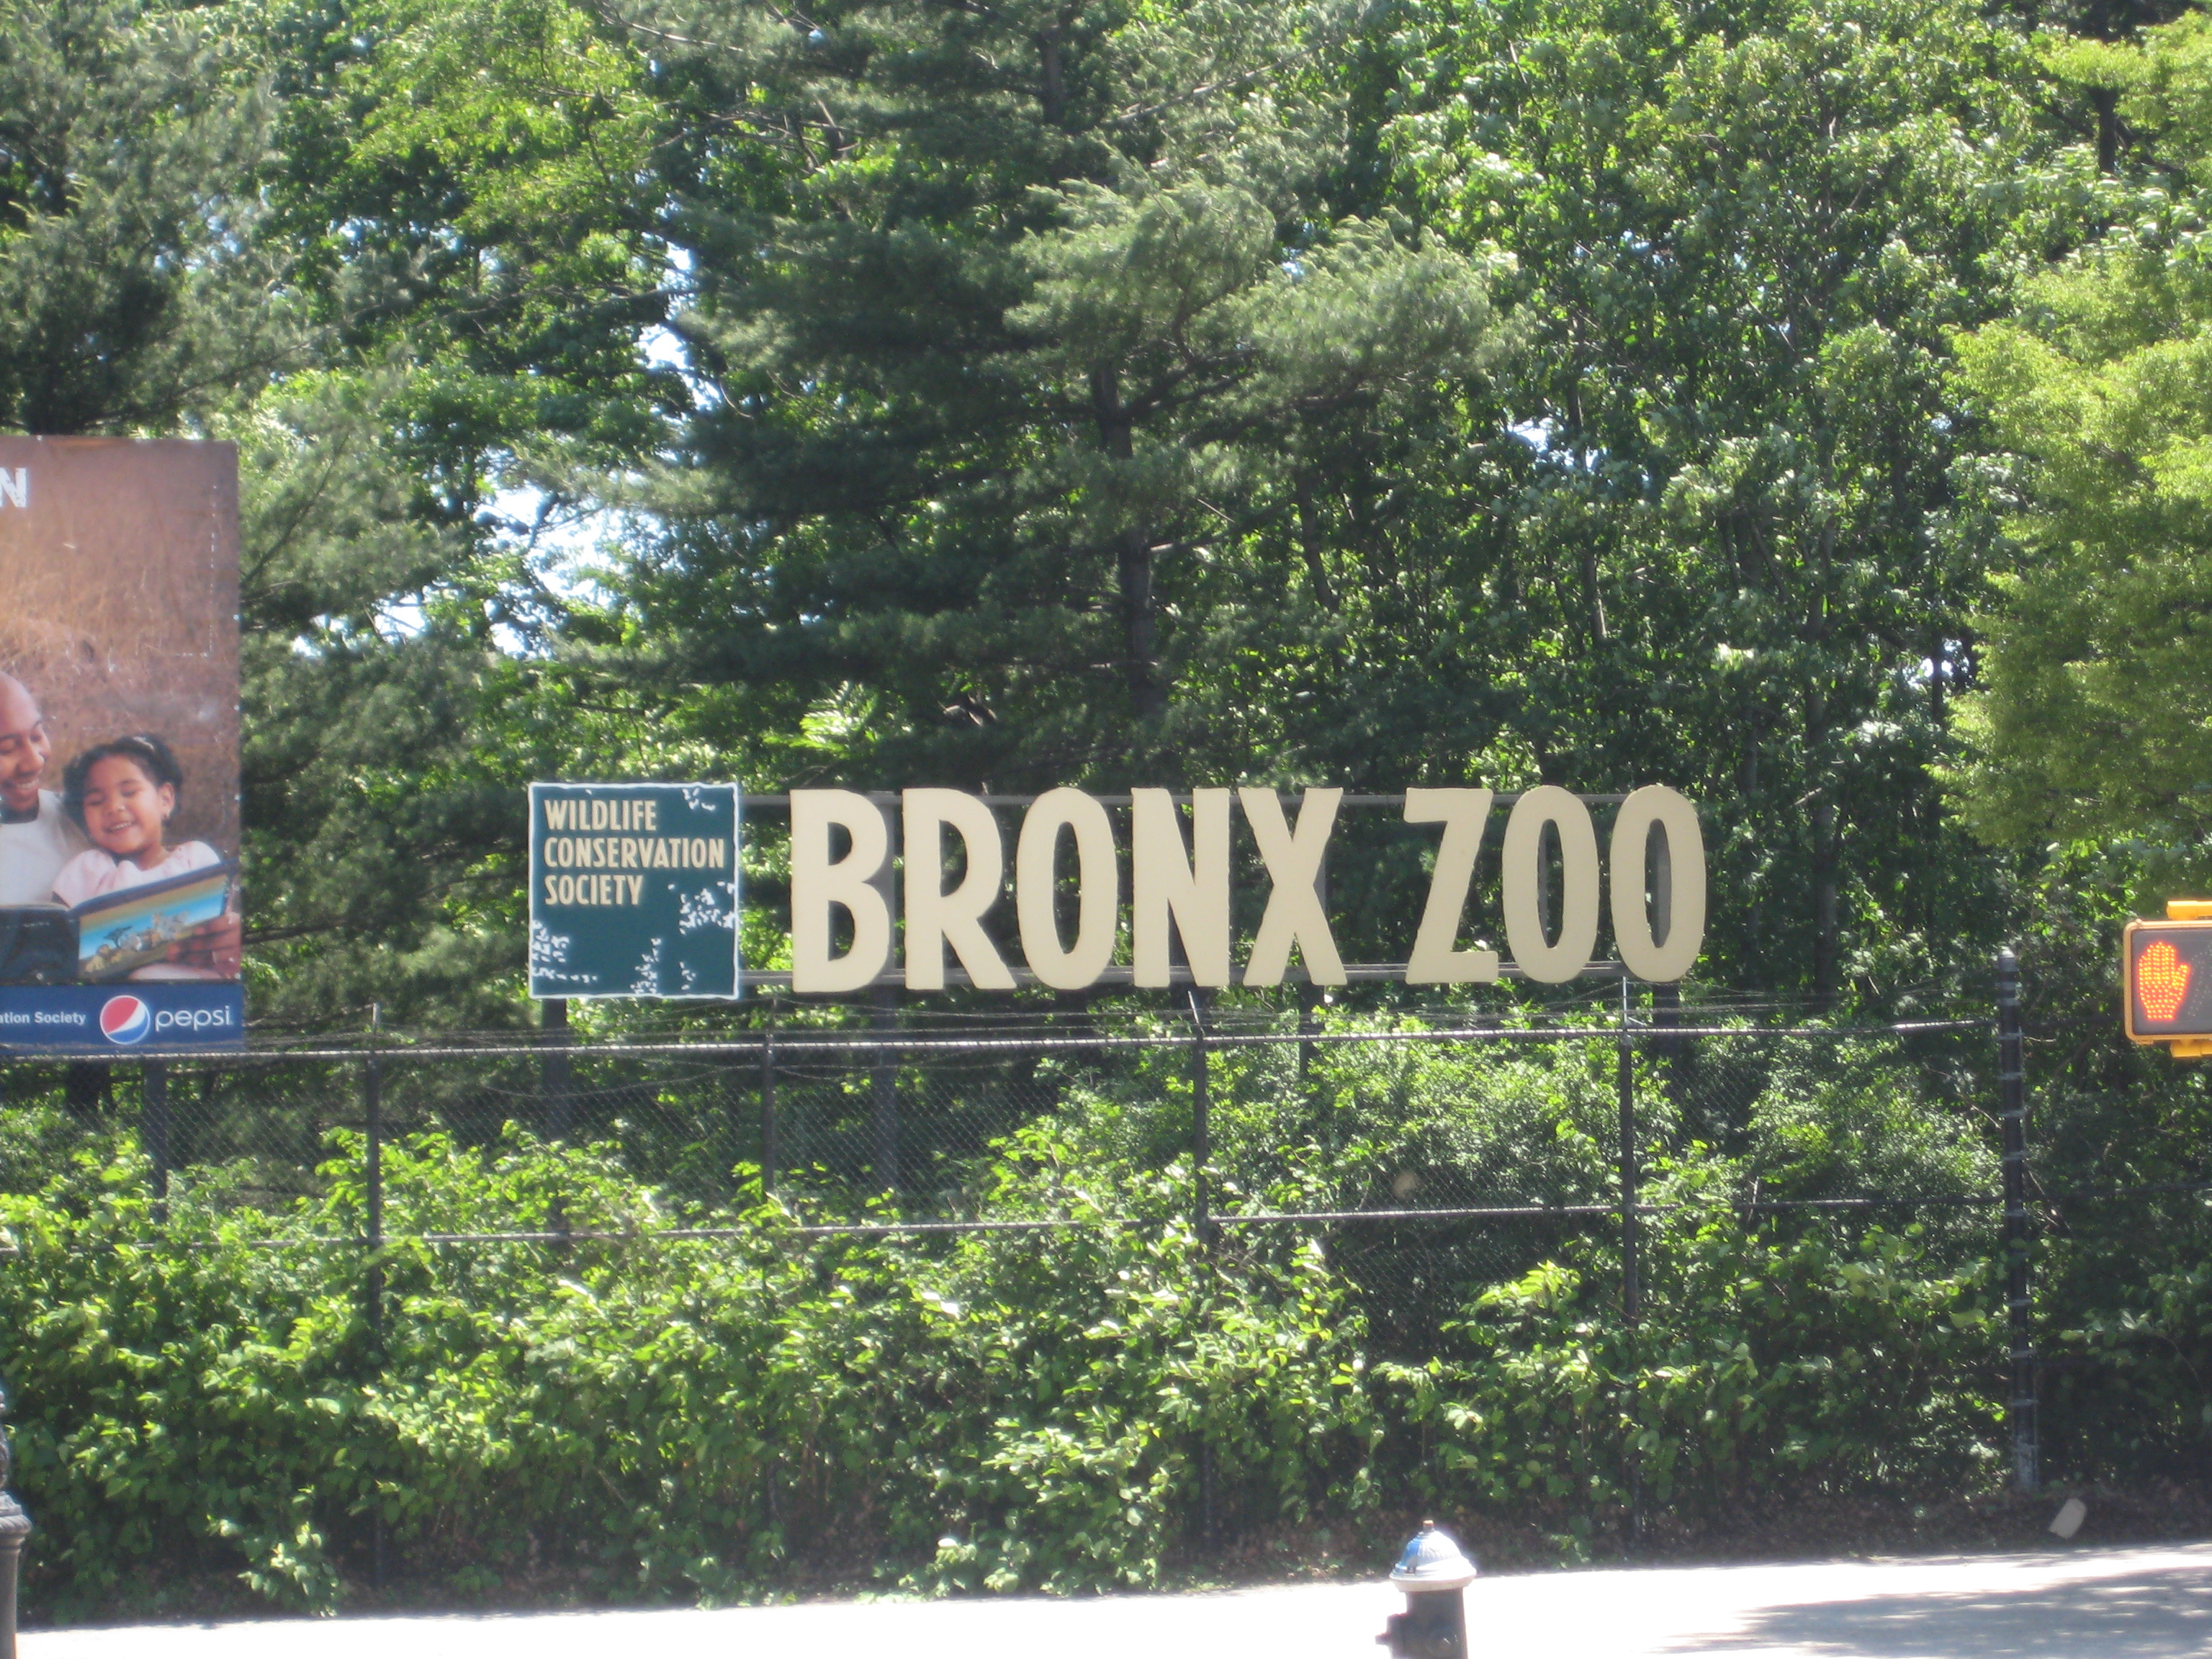 N
ation Society
pepsi
WILDLIFE
CONSERVATION
SOCIETY
BRONX ZOO